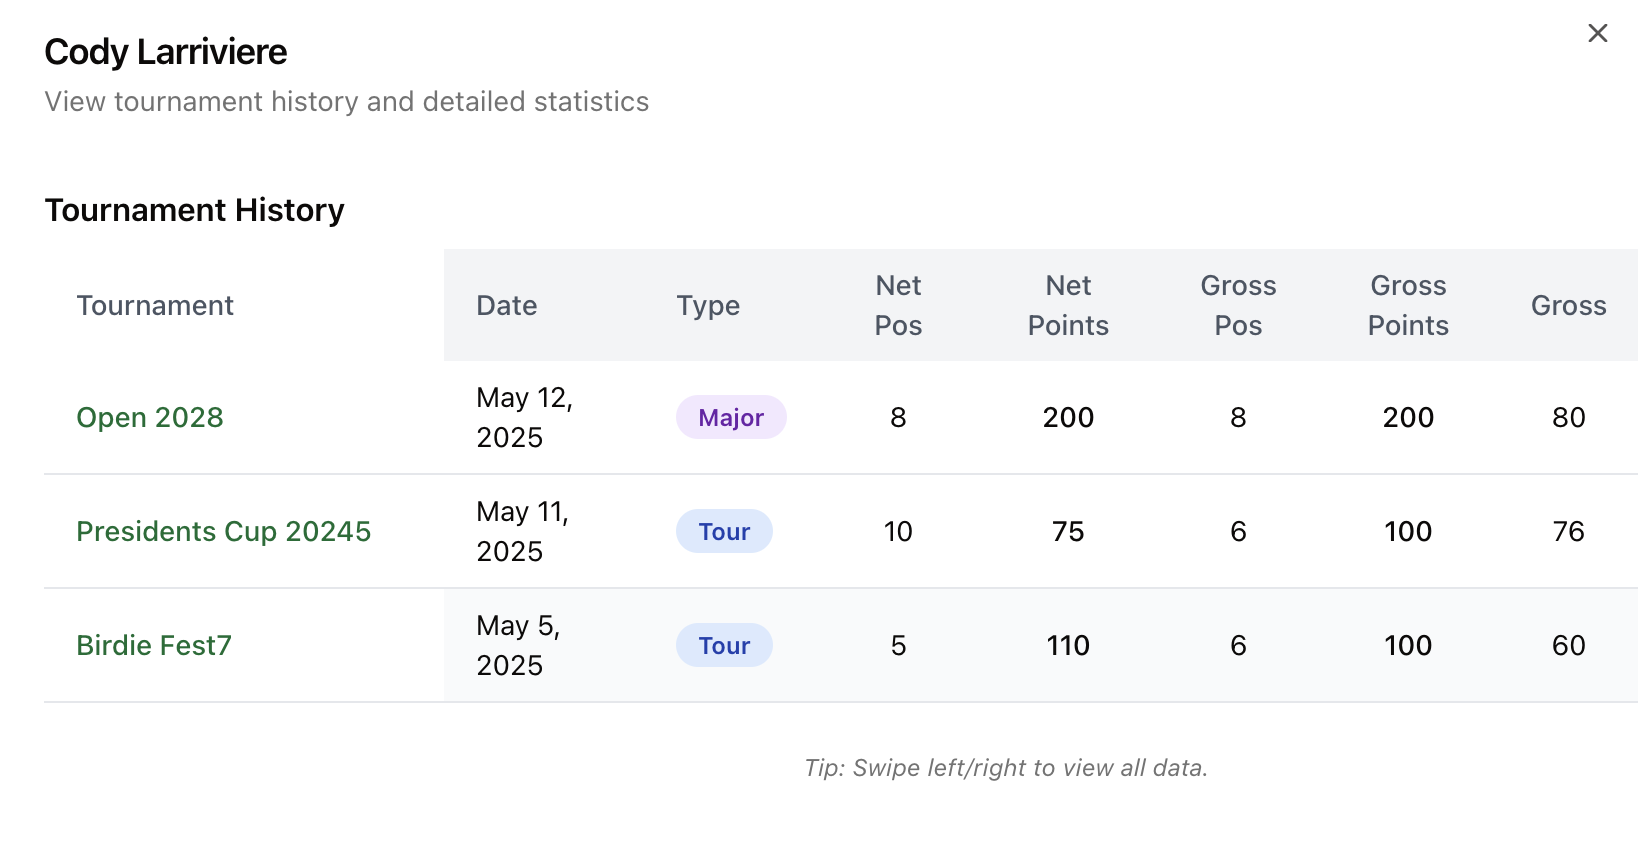 Cody Larriviere
View tournament history and detailed statistics
Tournament History
Tournament Date Type Net Pos Net Points Gross Pos Gross Points Gross
Open 2028 May 12, 2025 Major 8 200 8 200 80
Presidents Cup 20245 May 11, 2025 Tour 10 75 6 100 76
Birdie Fest7 May 5, 2025 Tour 5 110 6 100 60
Tip: Swipe left/right to view all data.